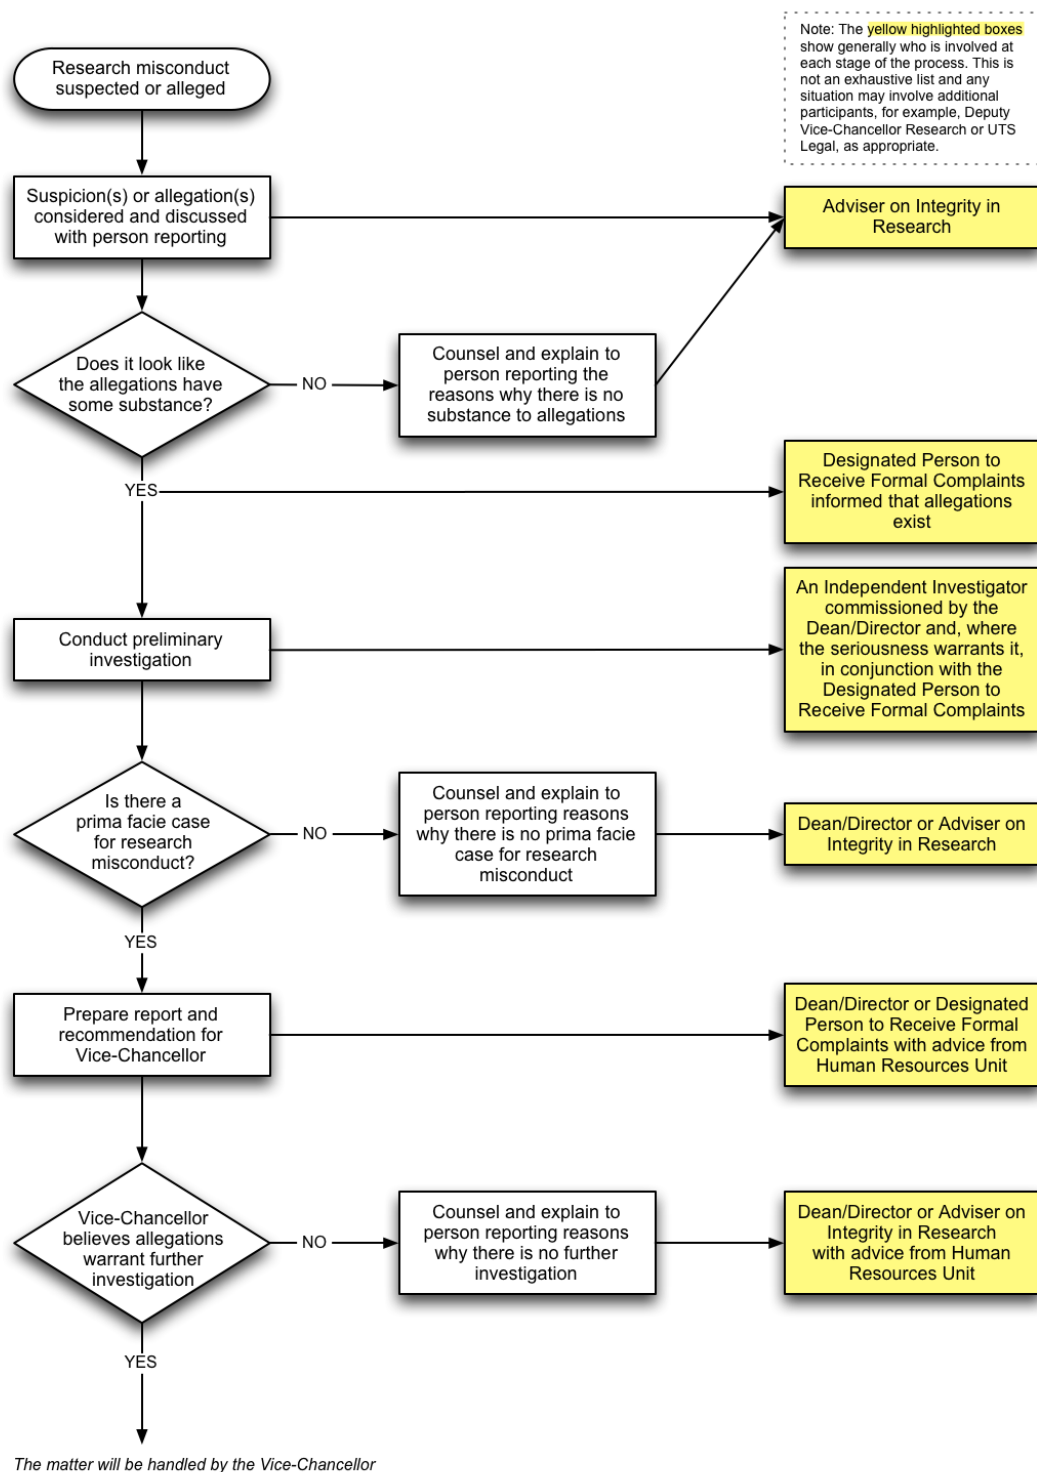 Note: The yellow highlighted boxes
show generally who is involved at
each stage of the process. This is
not an exhaustive list and any
situation may involve additional
participants, for example, Deputy
Vice-Chancellor Research or UTS
Legal, as appropriate.
Research misconduct
suspected or alleged
Suspicion(s) or allegation(s)
considered and discussed
with person reporting
Adviser on Integrity in
Research
Does it look like
the allegations have
some substance?
NO
Counsel and explain to
person reporting the
reasons why there is no
substance to allegations
YES
Designated Person to
Receive Formal Complaints
informed that allegations
exist
Conduct preliminary
investigation
An Independent Investigator
commissioned by the
Dean/Director and, where
the seriousness warrants it,
in conjunction with the
Designated Person to
Receive Formal Complaints
Is there a
prima facie case
for research
misconduct?
NO
Counsel and explain to
person reporting reasons
why there is no prima facie
case for research
misconduct
Dean/Director or Adviser on
Integrity in Research
YES
Prepare report and
recommendation for
Vice-Chancellor
Dean/Director or Designated
Person to Receive Formal
Complaints with advice from
Human Resources Unit
Vice-Chancellor
believes allegations
warrant further
investigation
NO
Counsel and explain to
person reporting reasons
why there is no further
investigation
Dean/Director or Adviser on
Integrity in Research
with advice from Human
Resources Unit
YES
The matter will be handled by the Vice-Chancellor